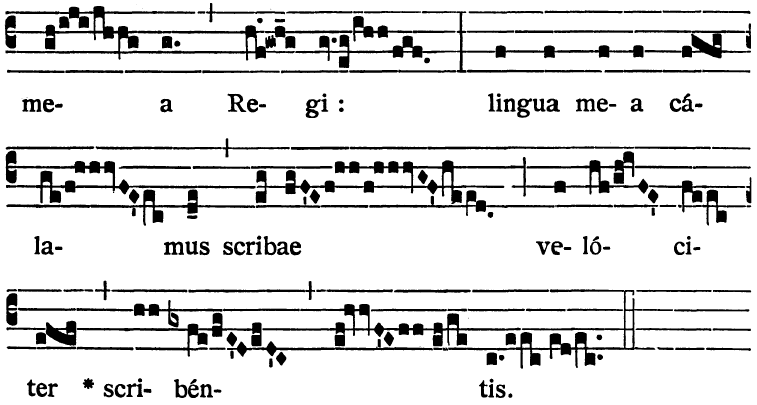 me- a Re- gi : lingua me- a cá-
la- mus scribae ve- ló- ci-
ter * scri- bén- tis.